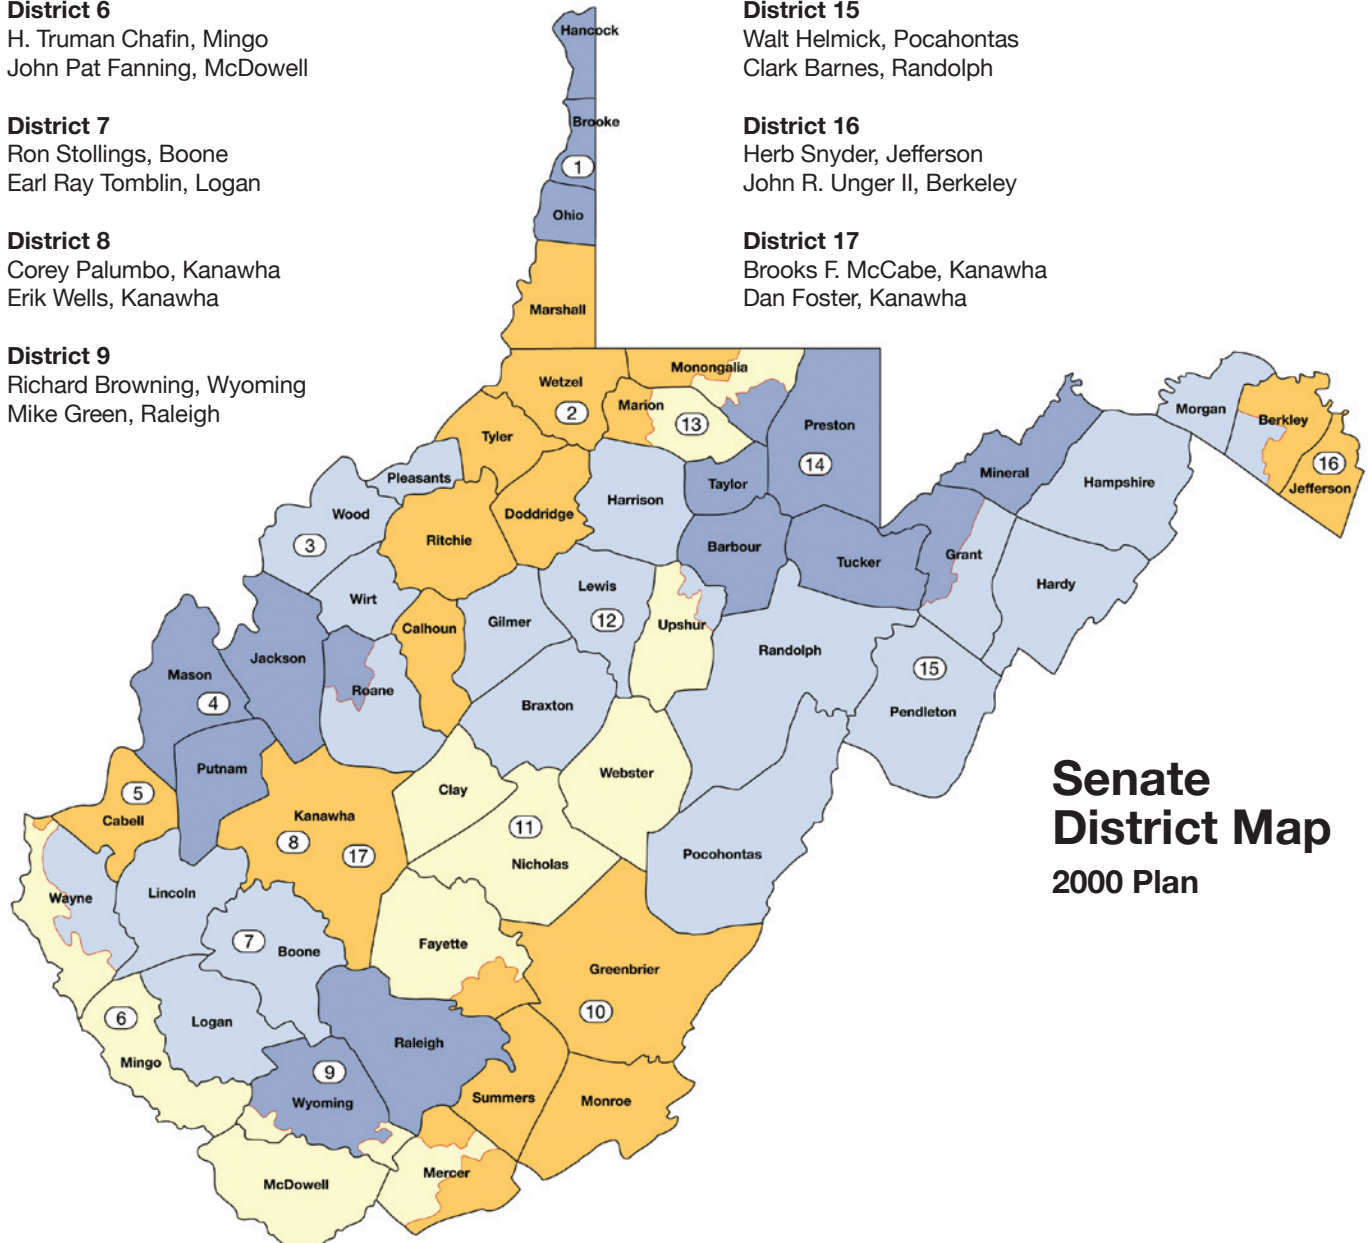 District 6
H. Truman Chafin, Mingo
John Pat Fanning, McDowell
District 7
Ron Stollings, Boone
Earl Ray Tomblin, Logan
District 8
Corey Palumbo, Kanawha
Erik Wells, Kanawha
District 9
Richard Browning, Wyoming
Mike Green, Raleigh
District 15
Walt Helmick, Pocahontas
Clark Barnes, Randolph
District 16
Herb Snyder, Jefferson
John R. Unger II, Berkeley
District 17
Brooks F. McCabe, Kanawha
Dan Foster, Kanawha
Hancock
Brooke
1
Ohio
Marshall
Wetzel
2
Monongalia
Marion
13
Tyler
Preston
14
Pleasants
Taylor
Harrison
Doddridge
Wood
3
Ritchie
Barbour
Tucker
Mineral
Grant
Hampshire
Hardy
Morgan
Berkley
16
Jefferson
Wirt
Calhoun
Gilmer
Lewis
12
Upshur
Randolph
15
Pendleton
Mason
4
Jackson
Roane
Braxton
Putnam
5
Cabell
Kanawha
8
17
Clay
Webster
11
Nicholas
Pocohontas
Wayne
Lincoln
7
Boone
Fayette
Greenbrier
10
6
Mingo
Logan
Raleigh
9
Wyoming
Summers
Monroe
McDowell
Mercer
Senate
District Map
2000 Plan